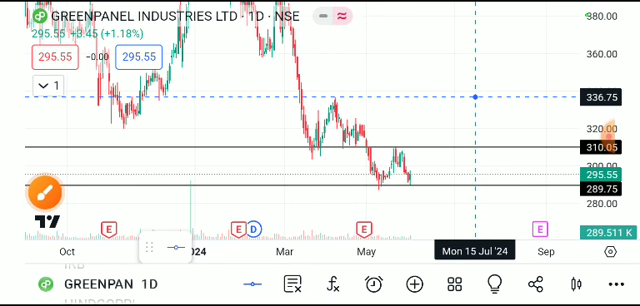 GREENPANEL INDUSTRIES LTD · 1D · NSE
380.00
295.55 +3.45 (+1.18%)
295.55 -0.00 295.55
360.00
1
336.75
320.00
310.05
300.00
295.55
289.75
280.00
E E D E E
289.511 K
Oct 2024 Mar May Mon 15 Jul '24 Sep
GREENPAN 1D